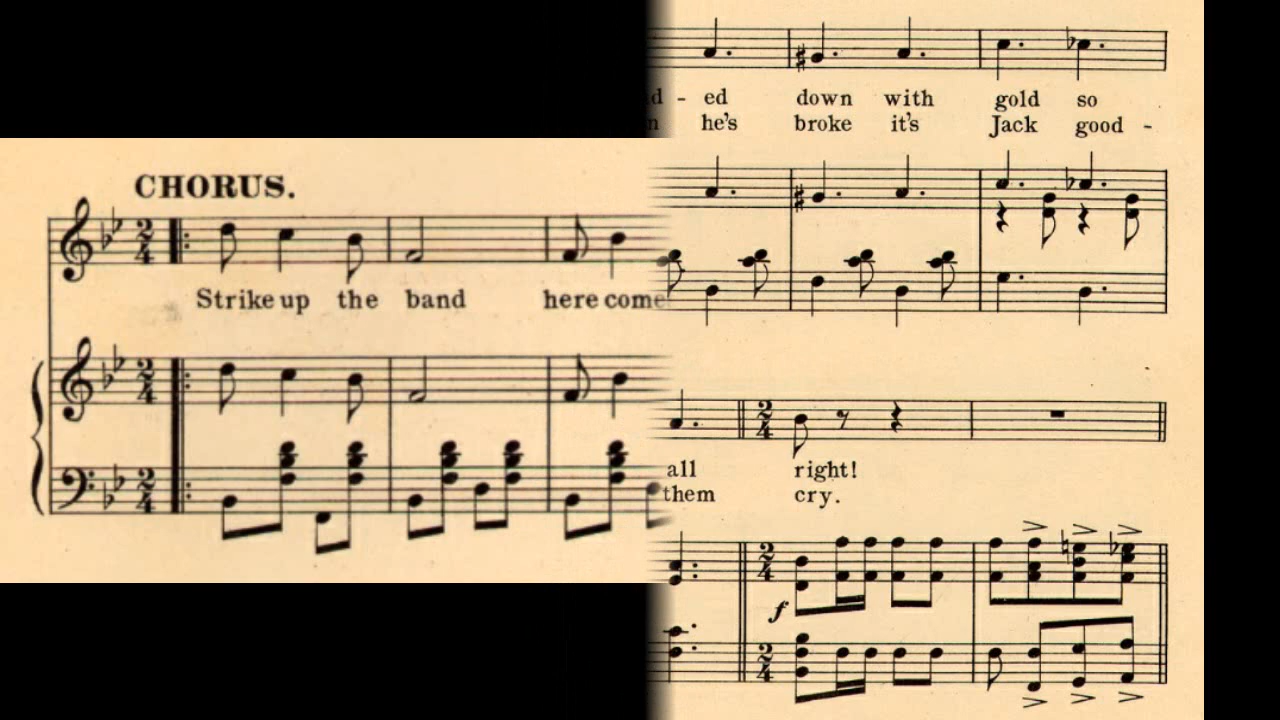 CHORUS.
Strike up the band here come
ed down with gold so
he's broke it's Jack good -
all right!
them cry.
f